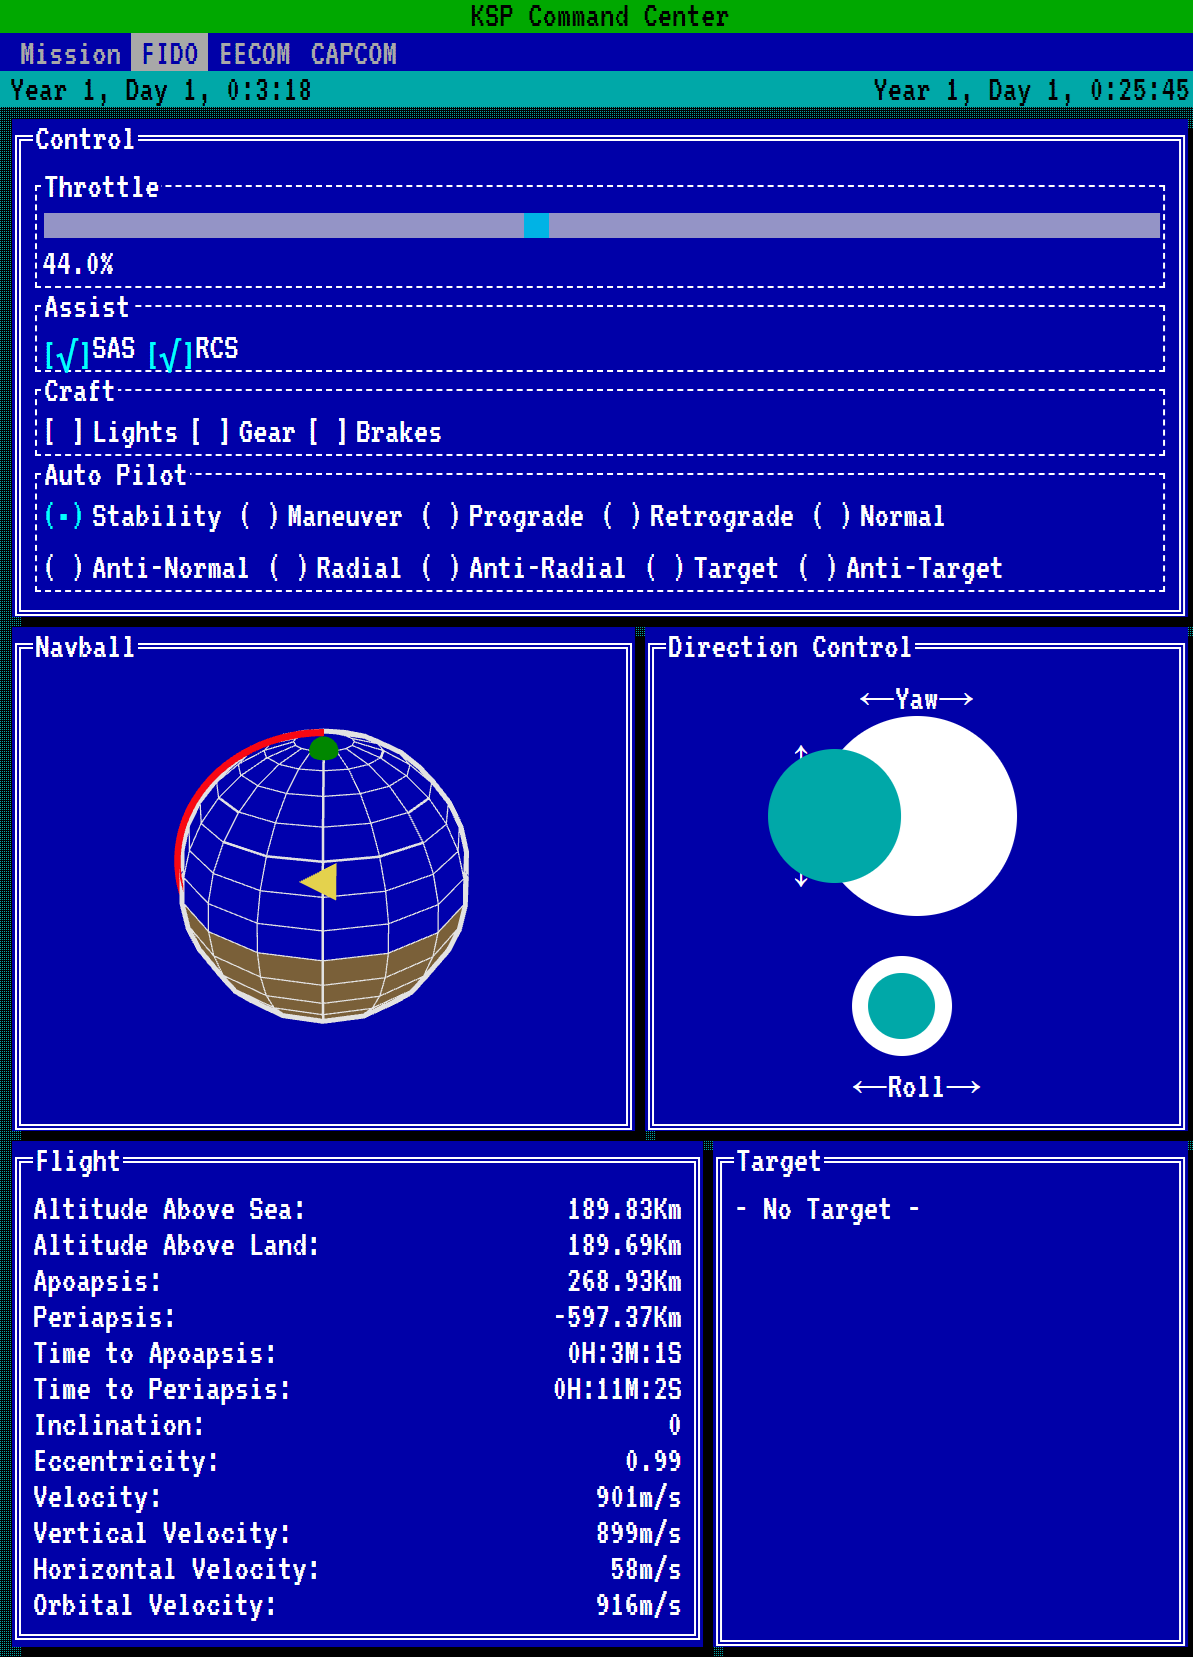 KSP Command Center
Mission FIDO EECOM CAPCOM
Year 1, Day 1, 0:3:18 Year 1, Day 1, 0:25:45
Control
Throttle
44.0%
Assist
[√]SAS [√]RCS
Craft
[ ]Lights [ ]Gear [ ]Brakes
Auto Pilot
(·)Stability ( )Maneuver ( )Prograde ( )Retrograde ( )Normal
( )Anti-Normal ( )Radial ( )Anti-Radial ( )Target ( )Anti-Target
Navball
Direction Control
←Yaw→
↑
↓
←Roll→
Flight
Altitude Above Sea: 189.83Km
Altitude Above Land: 189.69Km
Apoapsis: 268.93Km
Periapsis: -597.37Km
Time to Apoapsis: 0H:3M:1S
Time to Periapsis: 0H:11M:2S
Inclination: 0
Eccentricity: 0.99
Velocity: 901m/s
Vertical Velocity: 899m/s
Horizontal Velocity: 58m/s
Orbital Velocity: 916m/s
Target
- No Target -